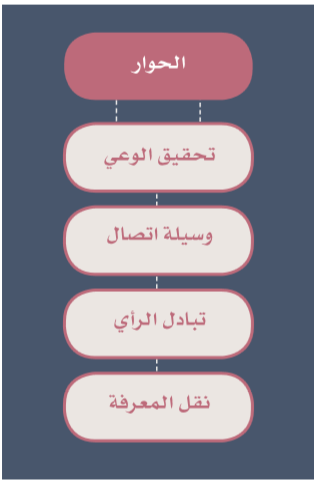 الحوار
تحقيق الوعي
وسيلة اتصال
تبادل الرأي
نقل المعرفة